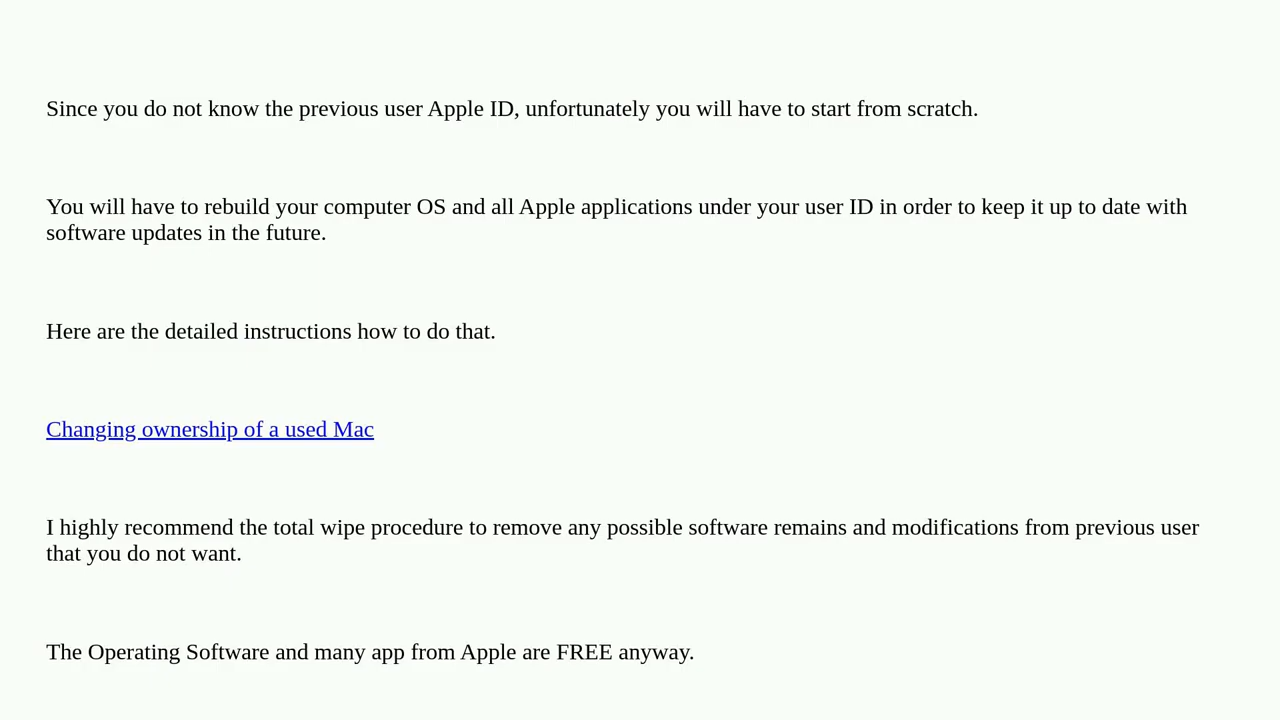 Since you do not know the previous user Apple ID, unfortunately you will have to start from scratch.
You will have to rebuild your computer OS and all Apple applications under your user ID in order to keep it up to date with
software updates in the future.
Here are the detailed instructions how to do that.
Changing ownership of a used Mac
I highly recommend the total wipe procedure to remove any possible software remains and modifications from previous user
that you do not want.
The Operating Software and many app from Apple are FREE anyway.